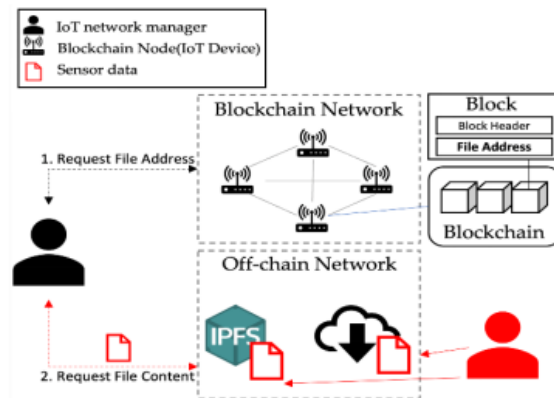 IoT network manager
Blockchain Node(IoT Device)
Sensor data
Blockchain Network
Block
Block Header
File Address
1. Request File Address
Blockchain
Off-chain Network
IPFS
2. Request File Content